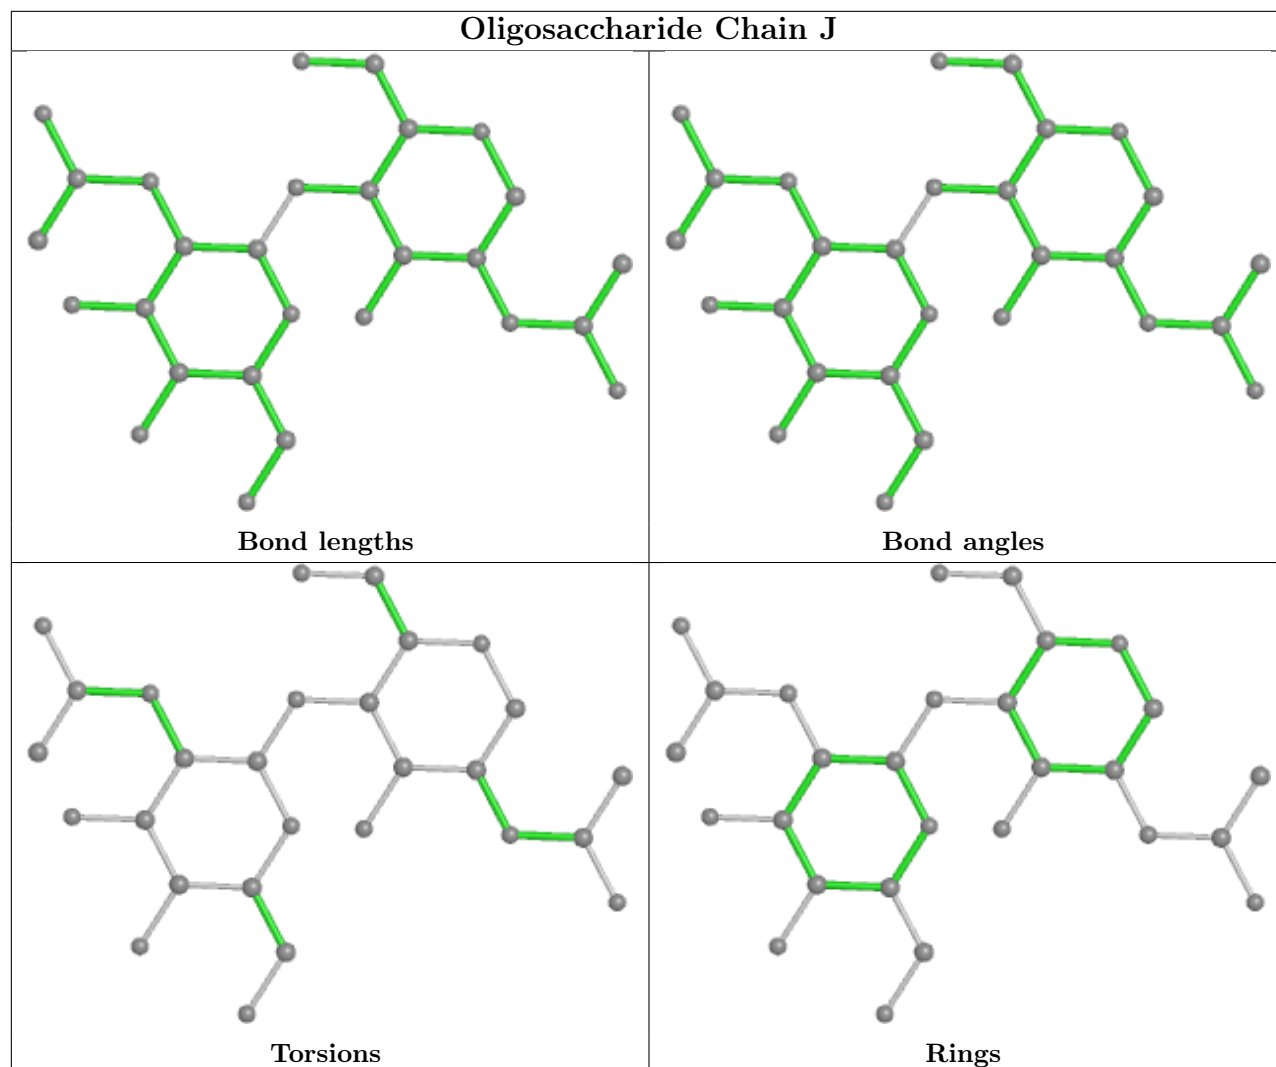 Oligosaccharide Chain J
Bond lengths
Bond angles
Torsions
Rings